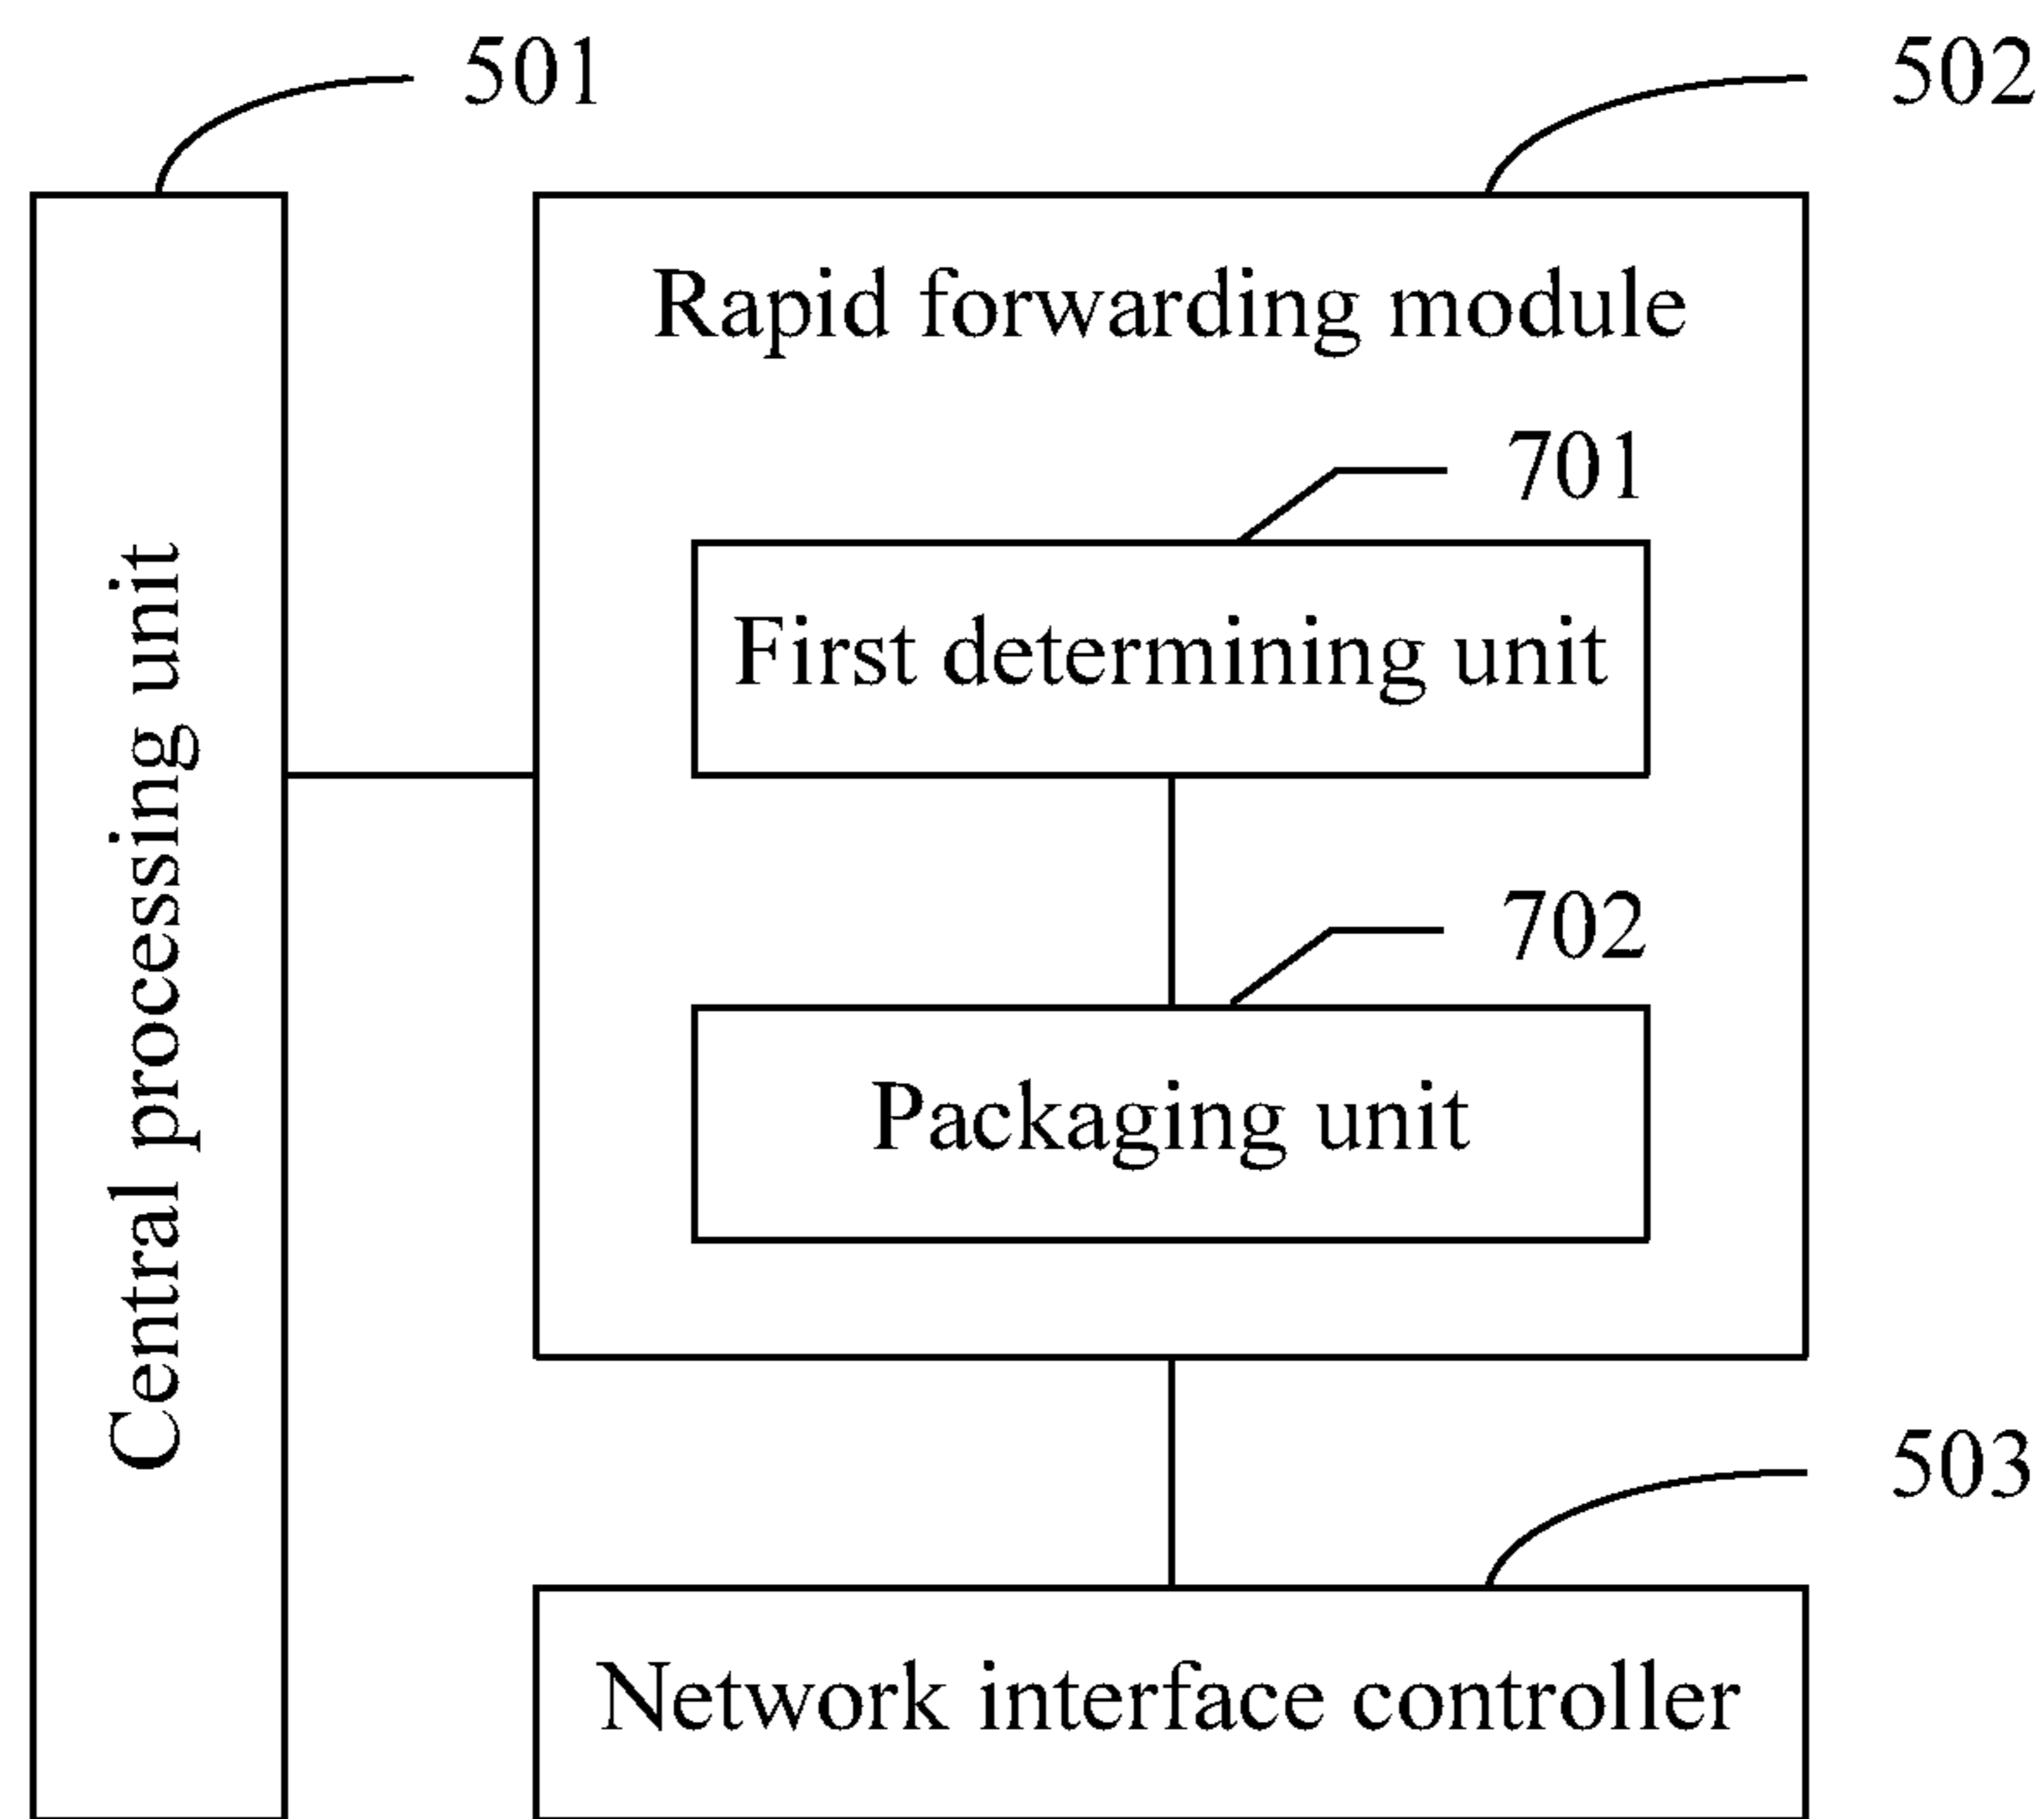 501
502
Rapid forwarding module
701
First determining unit
Central processing unit
702
Packaging unit
503
Network interface controller